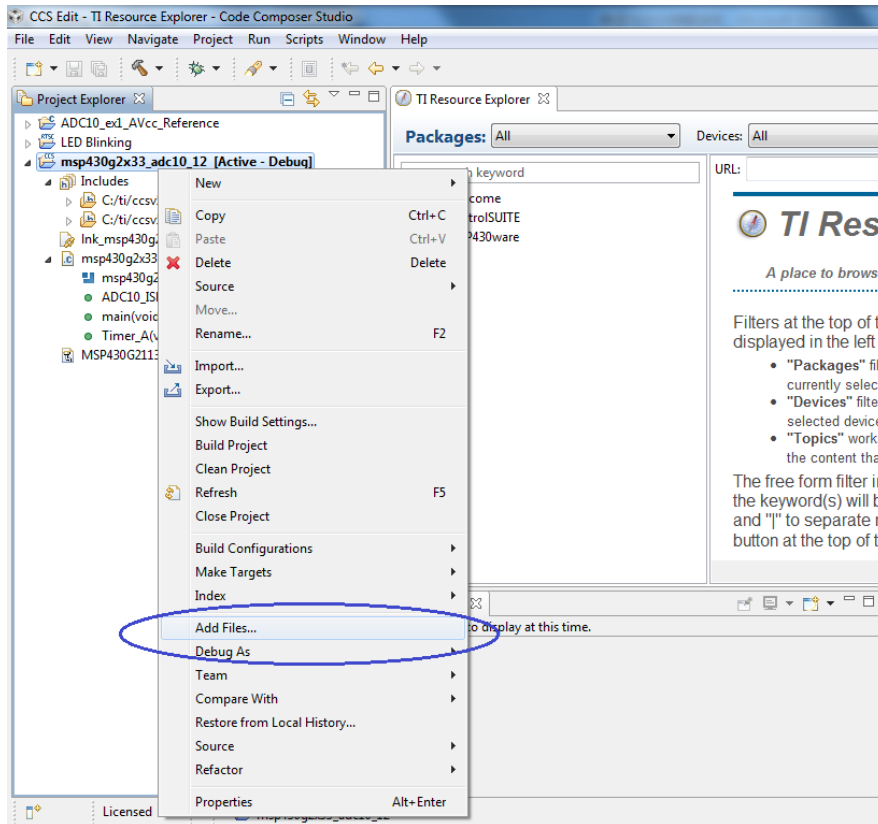 CCS Edit - TI Resource Explorer - Code Composer Studio
File Edit View Navigate Project Run Scripts Window Help
Project Explorer
TI Resource Explorer
ADC10_ex1_AVcc_Reference
LED Blinking
msp430g2x33_adc10_12 [Active - Debug]
Includes
C:/ti/ccsv
C:/ti/ccsv
lnk_msp430g
msp430g2x33
msp430g2
ADC10_IS
main(void
Timer_A(v
MSP430G2113
New
Copy Ctrl+C
Paste Ctrl+V
Delete Delete
Source
Move...
Rename... F2
Import...
Export...
Show Build Settings...
Build Project
Clean Project
Refresh F5
Close Project
Build Configurations
Make Targets
Index
Add Files...
Debug As
Team
Compare With
Restore from Local History...
Source
Refactor
Properties Alt+Enter
Packages: All Devices: All
keyword
come
trolSUITE
P430ware
URL:
TI Res
A place to brows
Filters at the top of t
displayed in the left
"Packages" fil
currently selec
"Devices" filte
selected device
"Topics" work
the content tha
The free form filter i
the keyword(s) will b
and "|" to separate
button at the top of t
to display at this time.
Licensed